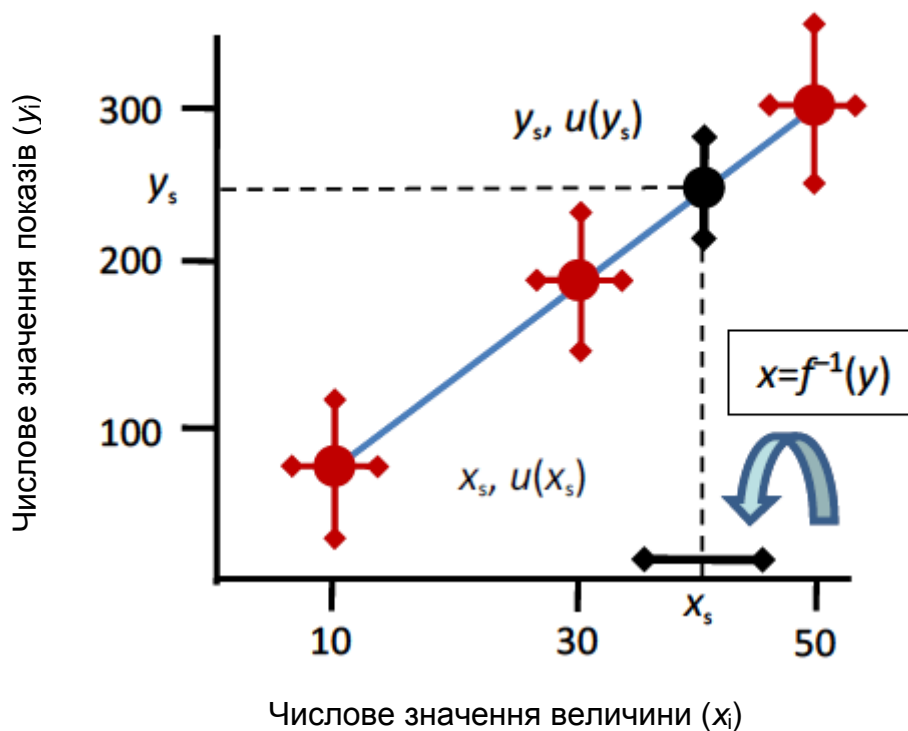 Числове значення показів (yᵢ)
300
yₛ, u(yₛ)
yₛ
200
x=f⁻¹(y)
100
xₛ, u(xₛ)
10
30
xₛ
50
Числове значення величини (xᵢ)